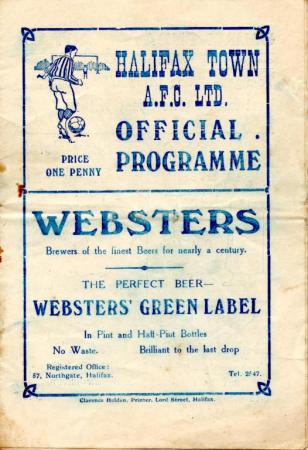 HALIFAX TOWN
A.F.C. LTD.
OFFICIAL .
PROGRAMME
PRICE
ONE PENNY
WEBSTERS
Brewers of the finest Beers for nearly a century.
THE PERFECT BEER—
WEBSTERS' GREEN LABEL
In Pint and Half-Pint Bottles
No Waste. Brilliant to the last drop
Registered Office:
57, Northgate, Halifax. Tel. 2547.
Clarence Holdan, Printer, Lord Street, Halifax.